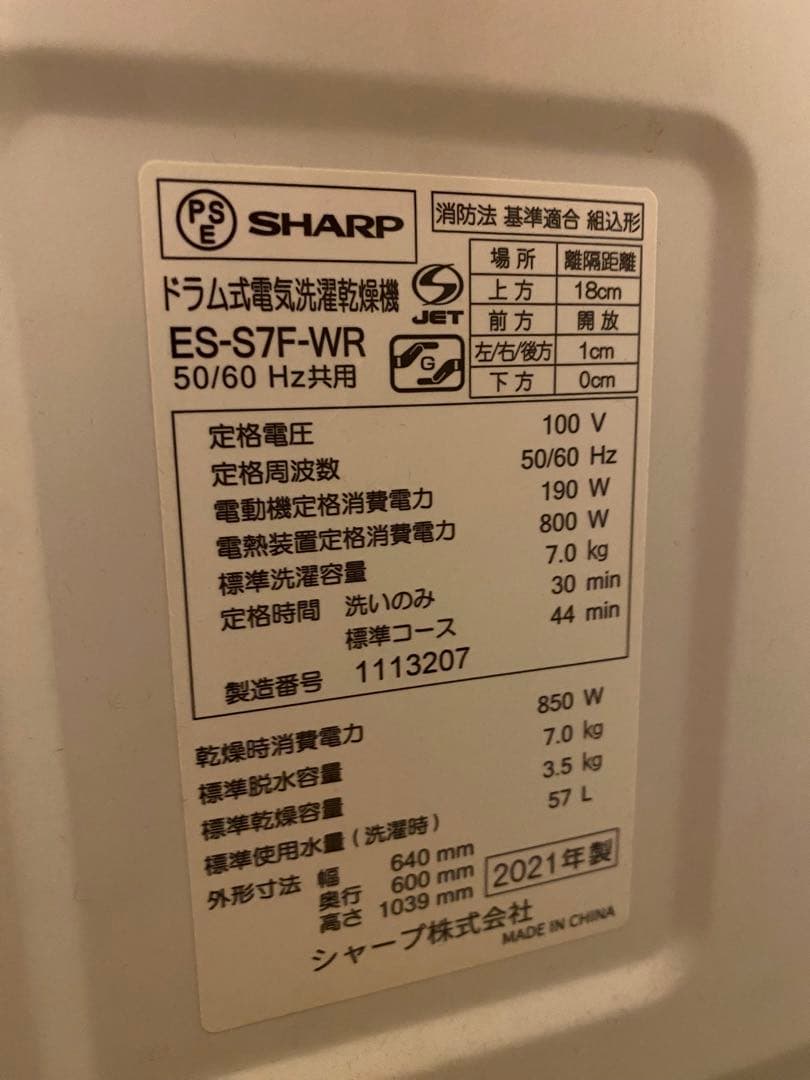 PSE SHARP
消防法 基準適合 組込形
場所 離隔距離
上方 18cm
前方 開放
左/右/後方 1cm
下方 0cm
ドラム式電気洗濯乾燥機
S JET
ES-S7F-WR
G
50/60 Hz共用
定格電圧 100 V
定格周波数 50/60 Hz
電動機定格消費電力 190 W
電熱装置定格消費電力 800 W
標準洗濯容量 7.0 kg
定格時間 洗いのみ 30 min
標準コース 44 min
製造番号 1113207
乾燥時消費電力 850 W
標準脱水容量 7.0 kg
標準乾燥容量 3.5 kg
標準使用水量(洗濯時) 57 L
外形寸法 幅 640 mm
奥行 600 mm
高さ 1039 mm
2021年製
シャープ株式会社
MADE IN CHINA